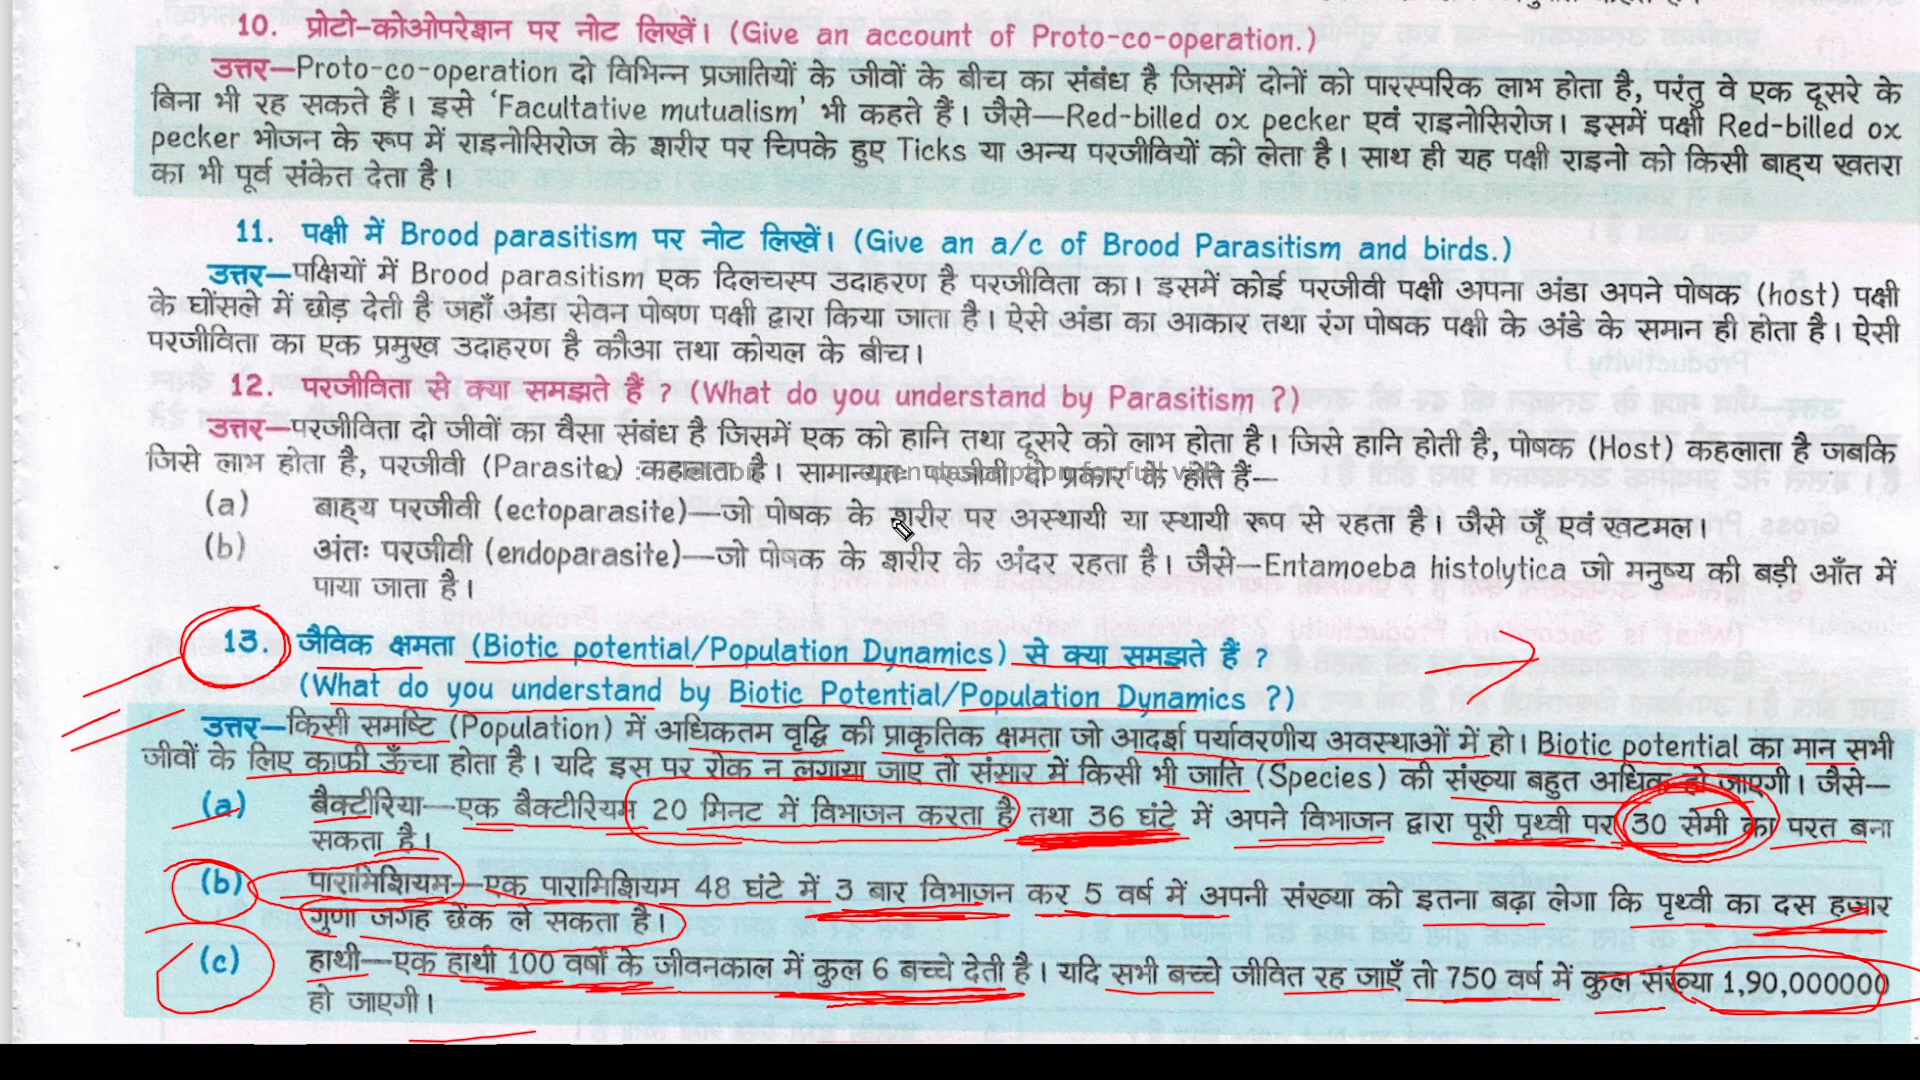 10. प्रोटो-कोओपरेशन पर नोट लिखें। (Give an account of Proto-co-operation.)
उत्तर—Proto-co-operation दो विभिन्न प्रजातियों के जीवों के बीच का संबंध है जिसमें दोनों को पारस्परिक लाभ होता है, परंतु वे एक दूसरे के
बिना भी रह सकते हैं। इसे ‘Facultative mutualism’ भी कहते हैं। जैसे—Red-billed ox pecker एवं राइनोसिरोज। इसमें पक्षी Red-billed ox
pecker भोजन के रूप में राइनोसिरोज के शरीर पर चिपके हुए Ticks या अन्य परजीवियों को लेता है। साथ ही यह पक्षी राइनो को किसी बाह्य खतरा
का भी पूर्व संकेत देता है।
11. पक्षी में Brood parasitism पर नोट लिखें। (Give an a/c of Brood Parasitism and birds.)
उत्तर—पक्षियों में Brood parasitism एक दिलचस्प उदाहरण है परजीविता का। इसमें कोई परजीवी पक्षी अपना अंडा अपने पोषक (host) पक्षी
के घोंसले में छोड़ देती है जहाँ अंडा सेवन पोषण पक्षी द्वारा किया जाता है। ऐसे अंडा का आकार तथा रंग पोषक पक्षी के अंडे के समान ही होता है। ऐसी
परजीविता का एक प्रमुख उदाहरण है कौआ तथा कोयल के बीच।
12. परजीविता से क्या समझते हैं ? (What do you understand by Parasitism ?)
उत्तर—परजीविता दो जीवों का वैसा संबंध है जिसमें एक को हानि तथा दूसरे को लाभ होता है। जिसे हानि होती है, पोषक (Host) कहलाता है जबकि
जिसे लाभ होता है, परजीवी (Parasite) कहलाता है। सामान्यतः परजीवी दो प्रकार के होते हैं—
(a) बाह्य परजीवी (ectoparasite)—जो पोषक के शरीर पर अस्थायी या स्थायी रूप से रहता है। जैसे जूँ एवं खटमल।
(b) अंतः परजीवी (endoparasite)—जो पोषक के शरीर के अंदर रहता है। जैसे—Entamoeba histolytica जो मनुष्य की बड़ी आँत में
पाया जाता है।
13. जैविक क्षमता (Biotic potential/Population Dynamics) से क्या समझते हैं ?
(What do you understand by Biotic Potential/Population Dynamics ?)
उत्तर—किसी समष्टि (Population) में अधिकतम वृद्धि की प्राकृतिक क्षमता जो आदर्श पर्यावरणीय अवस्थाओं में हो। Biotic potential का मान सभी
जीवों के लिए काफी ऊँचा होता है। यदि इस पर रोक न लगाया जाए तो संसार में किसी भी जाति (Species) की संख्या बहुत अधिक हो जाएगी। जैसे—
(a) बैक्टीरिया—एक बैक्टीरियम 20 मिनट में विभाजन करता है तथा 36 घंटे में अपने विभाजन द्वारा पूरी पृथ्वी पर 30 सेमी का परत बना
सकता है।
(b) पारामिशियम—एक पारामिशियम 48 घंटे में 3 बार विभाजन कर 5 वर्ष में अपनी संख्या को इतना बढ़ा लेगा कि पृथ्वी का दस हजार
गुणा जगह छेंक ले सकता है।
(c) हाथी—एक हाथी 100 वर्षों के जीवनकाल में कुल 6 बच्चे देती है। यदि सभी बच्चे जीवित रह जाएँ तो 750 वर्ष में कुल संख्या 1,90,000000
हो जाएगी।